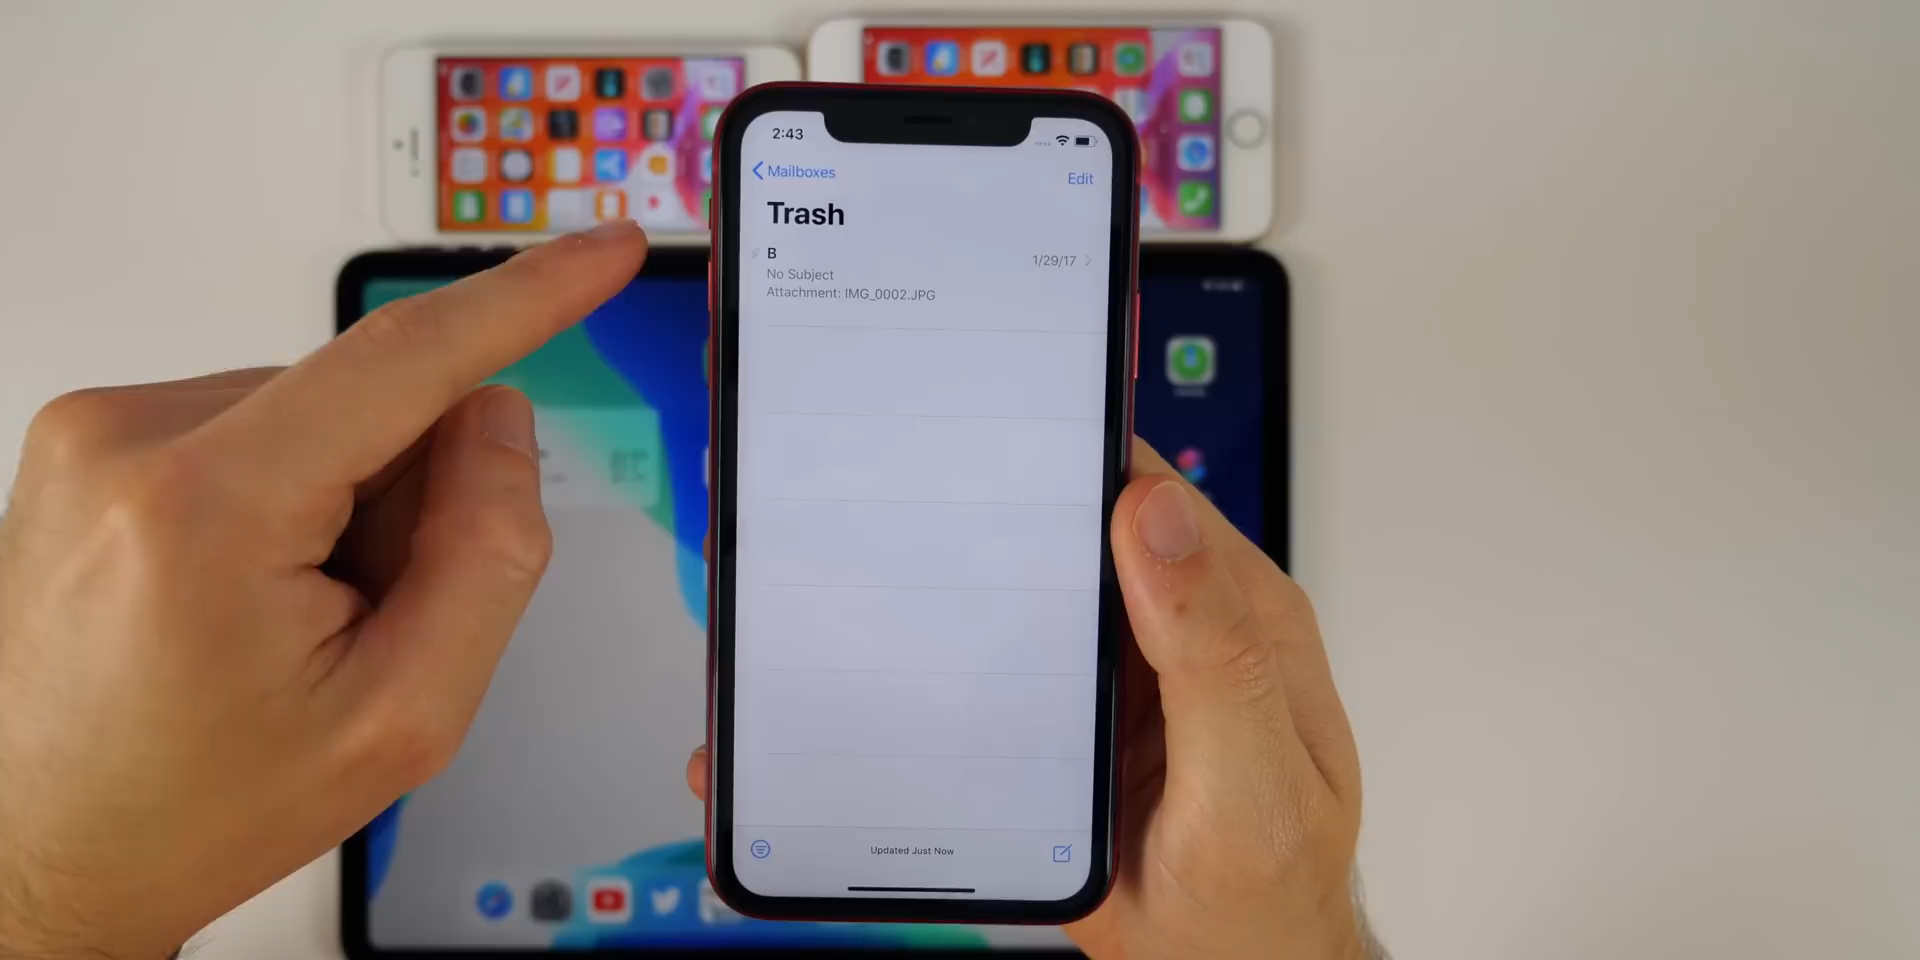 2:43
Mailboxes
Edit
Trash
B
1/29/17
No Subject
Attachment: IMG_0002.JPG
Updated Just Now